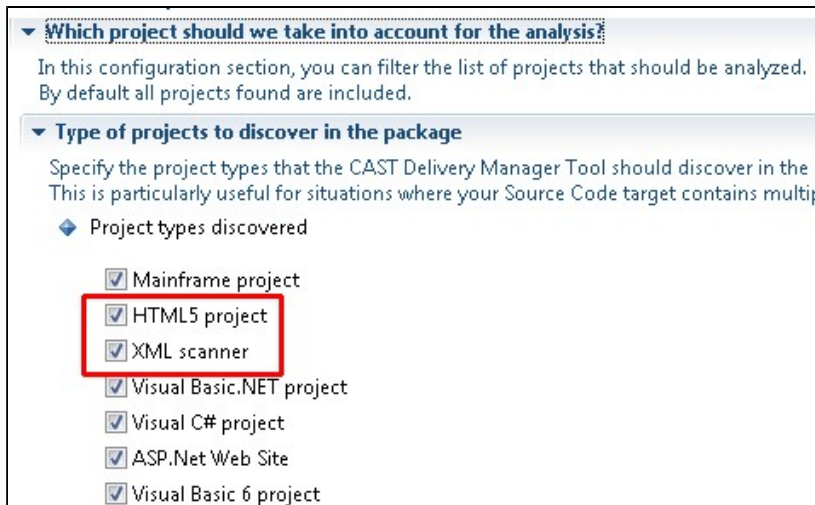 Which project should we take into account for the analysis?
In this configuration section, you can filter the list of projects that should be analyzed.
By default all projects found are included.
Type of projects to discover in the package
Specify the project types that the CAST Delivery Manager Tool should discover in the
This is particularly useful for situations where your Source Code target contains
Project types discovered
Mainframe project
HTML5 project
XML scanner
Visual Basic.NET project
Visual C# project
ASP.Net Web Site
Visual Basic 6 project